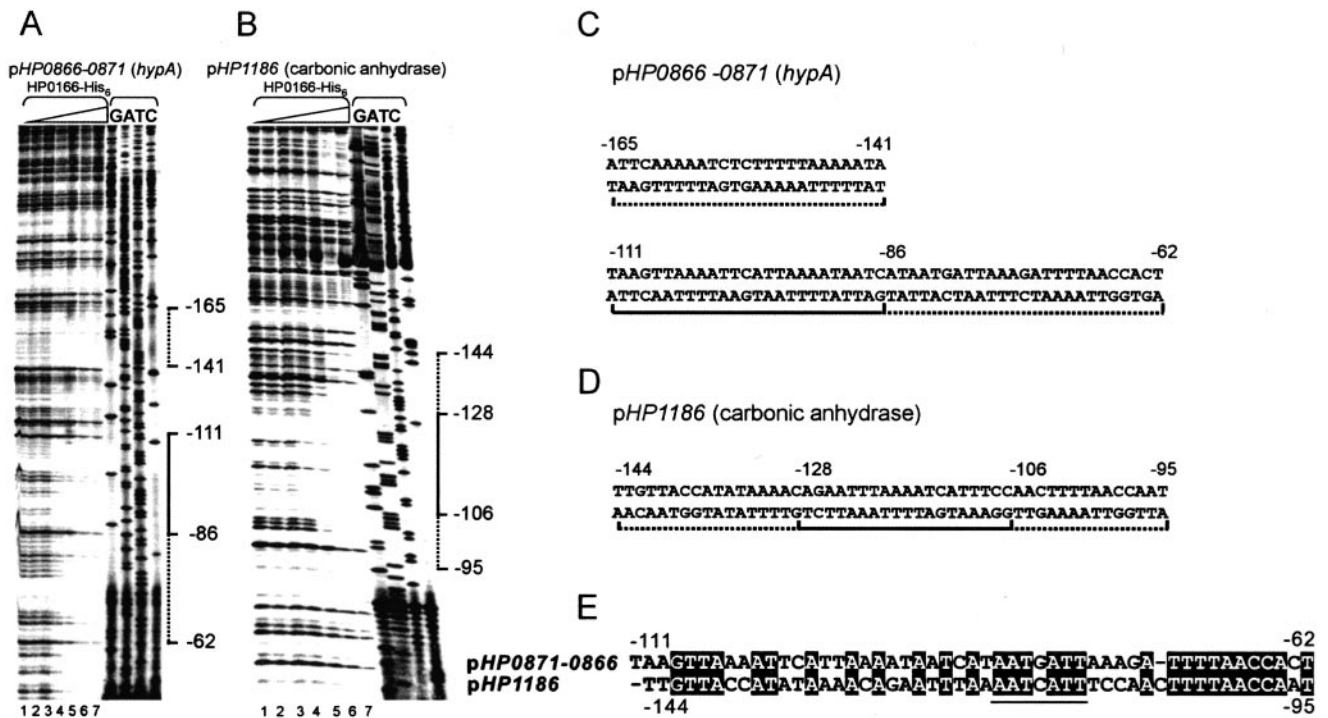 A
pHP0866-0871 (hypA)
HP0166-His6
GATC
-165
-141
-111
-86
-62
1 2 3 4 5 6 7
B
pHP1186 (carbonic anhydrase)
HP0166-His6
GATC
-144
-128
-106
-95
1 2 3 4 5 6 7
C
pHP0866 -0871 (hypA)
-165 -141
ATTCAAAAATCTCTTTTTAAAAATA
TAAGTTTTTAGTGAAAAATTTTTAT
-111 -86 -62
TAAGTTAAAATTCATTAAAATAATCATAATGATTAAAGATTTTAACCACT
ATTCAATTTTAAGTAATTTTATTAGTATTACTAATTTCTAAAATTGGTGA
D
pHP1186 (carbonic anhydrase)
-144 -128 -106 -95
TTGTTACCATATAAAACAGAATTTAAAATCATTTCCAACTTTTAACCAAT
AACAATGGTATATTTTGTCTTAAATTTTAGTAAAGGTTGAAAATTGGTTA
E
-111 -62
pHP0871-0866 TAAGTTAAAATTCATTAAAATAATCATAATGATTAAAGA-TTTTAACCACT
pHP1186 -TTGTTACCATATAAAACAGAATTTAAAATCATTTCCAACTTTTAACCAAT
-144 -95